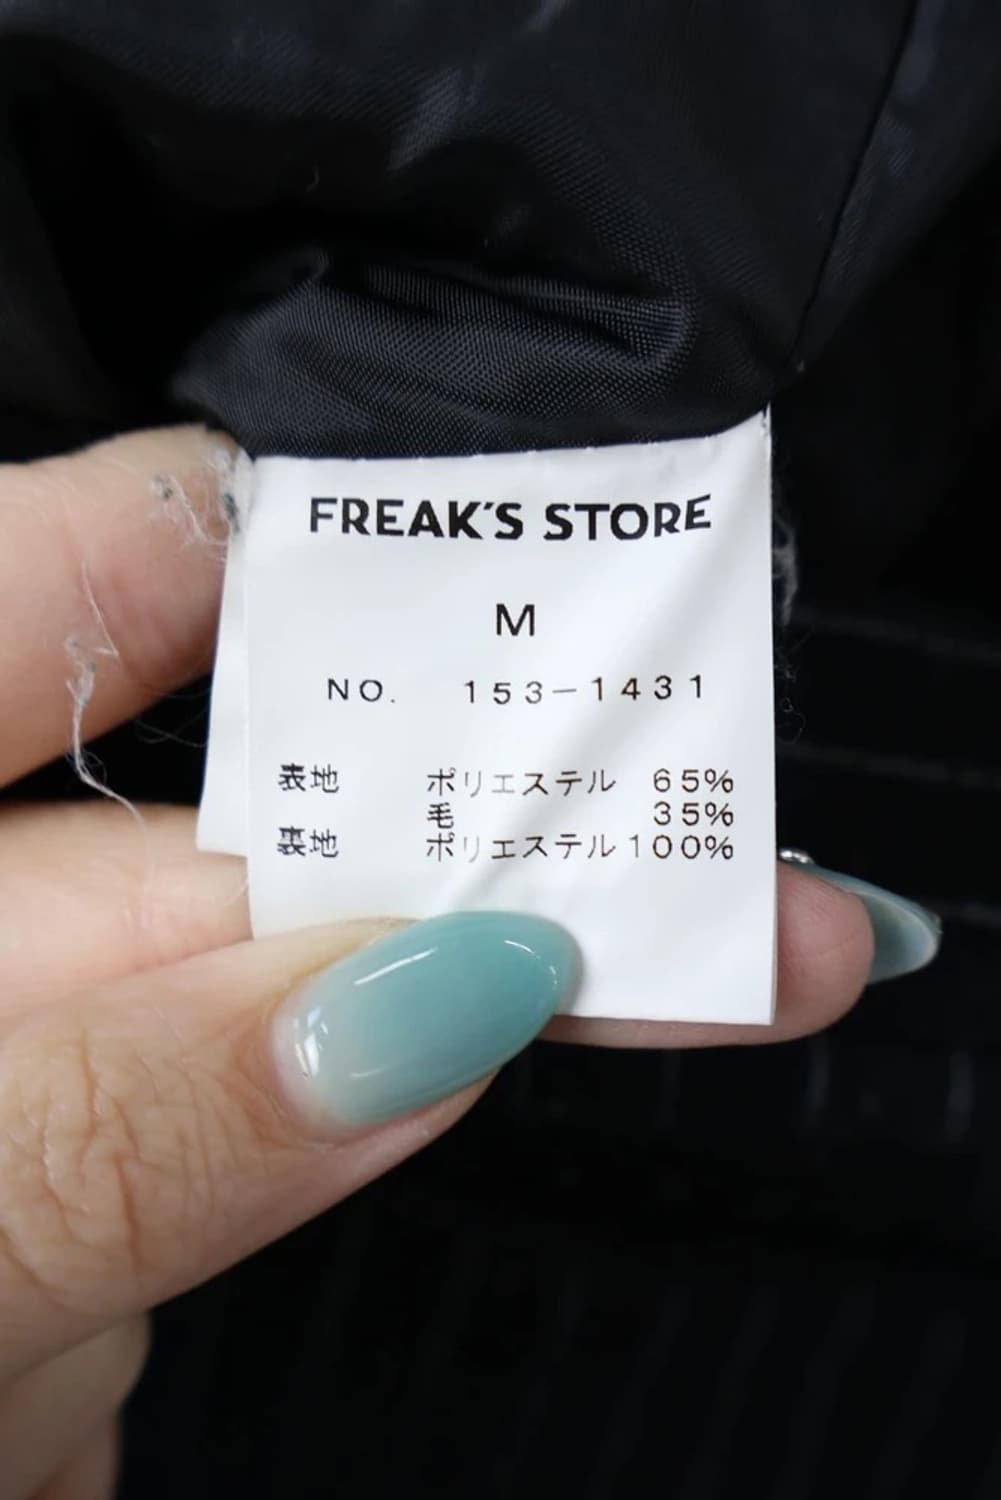 FREAK'S STORE
M
NO. 153-1431
表地 ポリエステル 65%
毛 35%
裏地 ポリエステル 100%